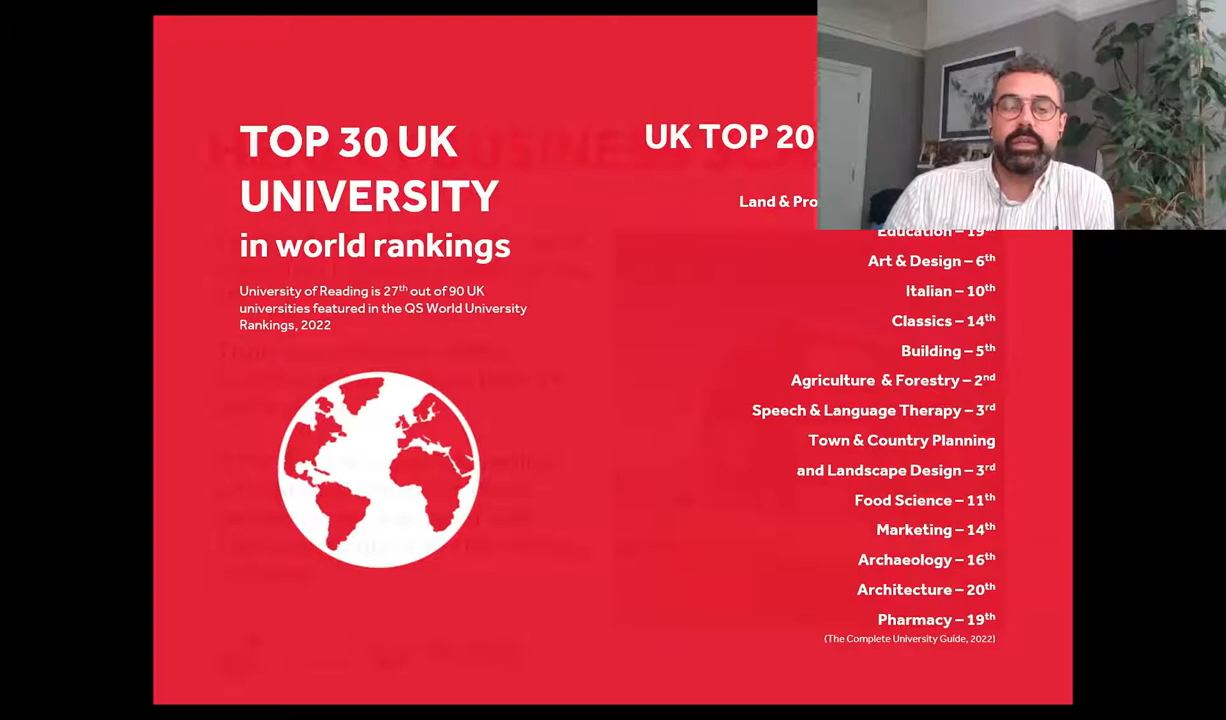 TOP 30 UK
UNIVERSITY
in world rankings
University of Reading is 27th out of 90 UK
universities featured in the QS World University
Rankings, 2022
UK TOP 20
Land &
Education – 19th
Art & Design – 6th
Italian – 10th
Classics – 14th
Building – 5th
Agriculture & Forestry – 2nd
Speech & Language Therapy – 3rd
Town & Country Planning
and Landscape Design – 3rd
Food Science – 11th
Marketing – 14th
Archaeology – 16th
Architecture – 20th
Pharmacy – 19th
(The Complete University Guide, 2022)